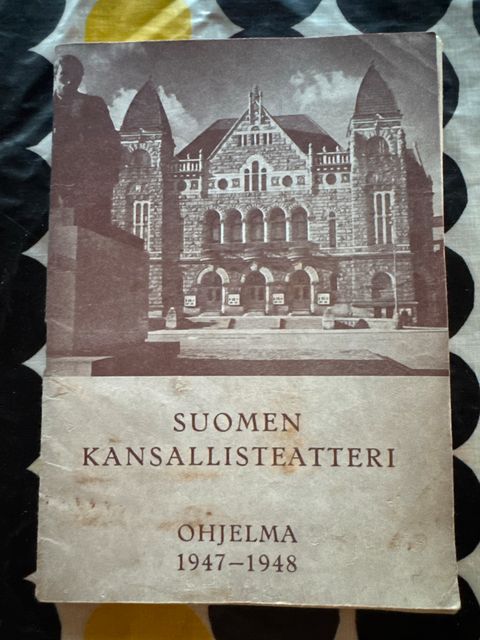 SUOMEN
KANSALLISTEATTERI
OHJELMA
1947–1948